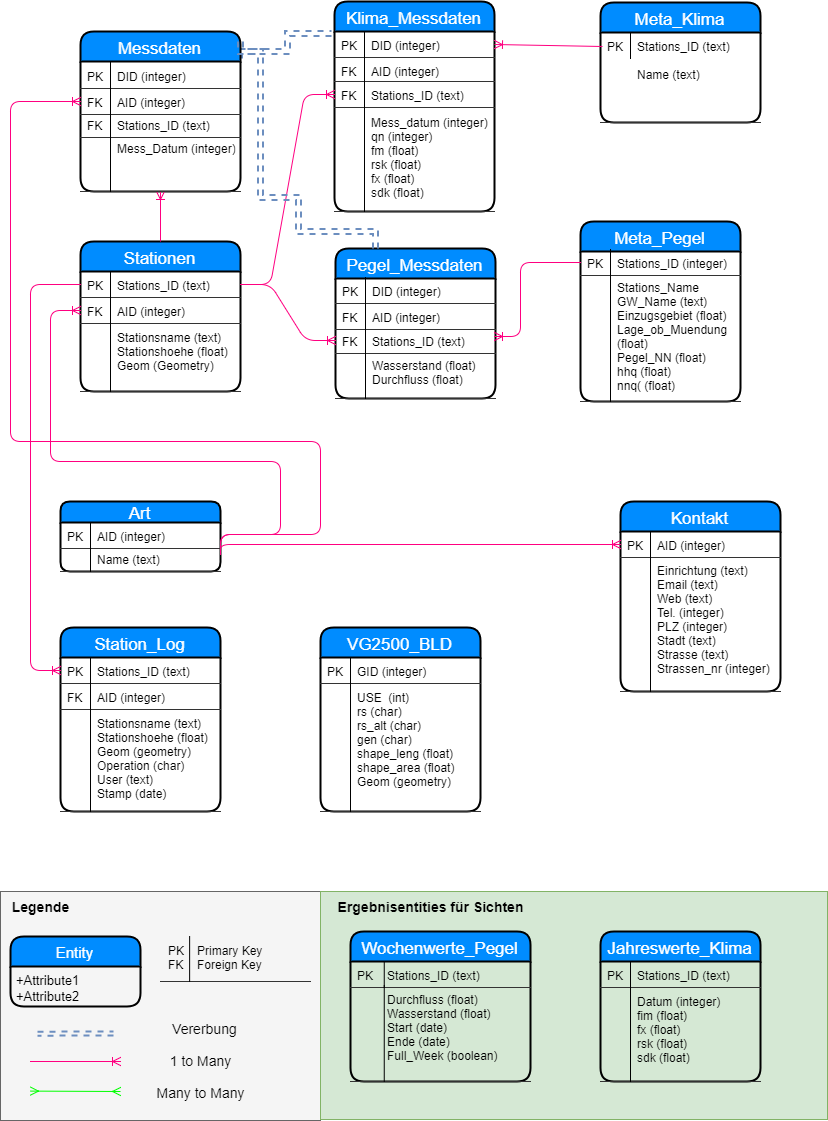 Messdaten
PK DID (integer)
FK AID (integer)
FK Stations_ID (text)
Mess_Datum (integer)
Klima_Messdaten
PK DID (integer)
FK AID (integer)
FK Stations_ID (text)
Mess_datum (integer)
qn (integer)
fm (float)
rsk (float)
fx (float)
sdk (float)
Meta_Klima
PK Stations_ID (text)
Name (text)
Stationen
PK Stations_ID (text)
FK AID (integer)
Stationsname (text)
Stationshoehe (float)
Geom (Geometry)
Pegel_Messdaten
PK DID (integer)
FK AID (integer)
FK Stations_ID (text)
Wasserstand (float)
Durchfluss (float)
Meta_Pegel
PK Stations_ID (integer)
Stations_Name
GW_Name (text)
Einzugsgebiet (float)
Lage_ob_Muendung
(float)
Pegel_NN (float)
hhq (float)
nnq( (float)
Art
PK AID (integer)
Name (text)
Kontakt
PK AID (integer)
Einrichtung (text)
Email (text)
Web (text)
Tel. (integer)
PLZ (integer)
Stadt (text)
Strasse (text)
Strassen_nr (integer)
Station_Log
PK Stations_ID (text)
FK AID (integer)
Stationsname (text)
Stationshoehe (float)
Geom (geometry)
Operation (char)
User (text)
Stamp (date)
VG2500_BLD
PK GID (integer)
USE (int)
rs (char)
rs_alt (char)
gen (char)
shape_leng (float)
shape_area (float)
Geom (geometry)
Legende
Entity
+Attribute1
+Attribute2
PK Primary Key
FK Foreign Key
Vererbung
1 to Many
Many to Many
Ergebnisentities für Sichten
Wochenwerte_Pegel
PK Stations_ID (text)
Durchfluss (float)
Wasserstand (float)
Start (date)
Ende (date)
Full_Week (boolean)
Jahreswerte_Klima
PK Stations_ID (text)
Datum (integer)
fim (float)
fx (float)
rsk (float)
sdk (float)